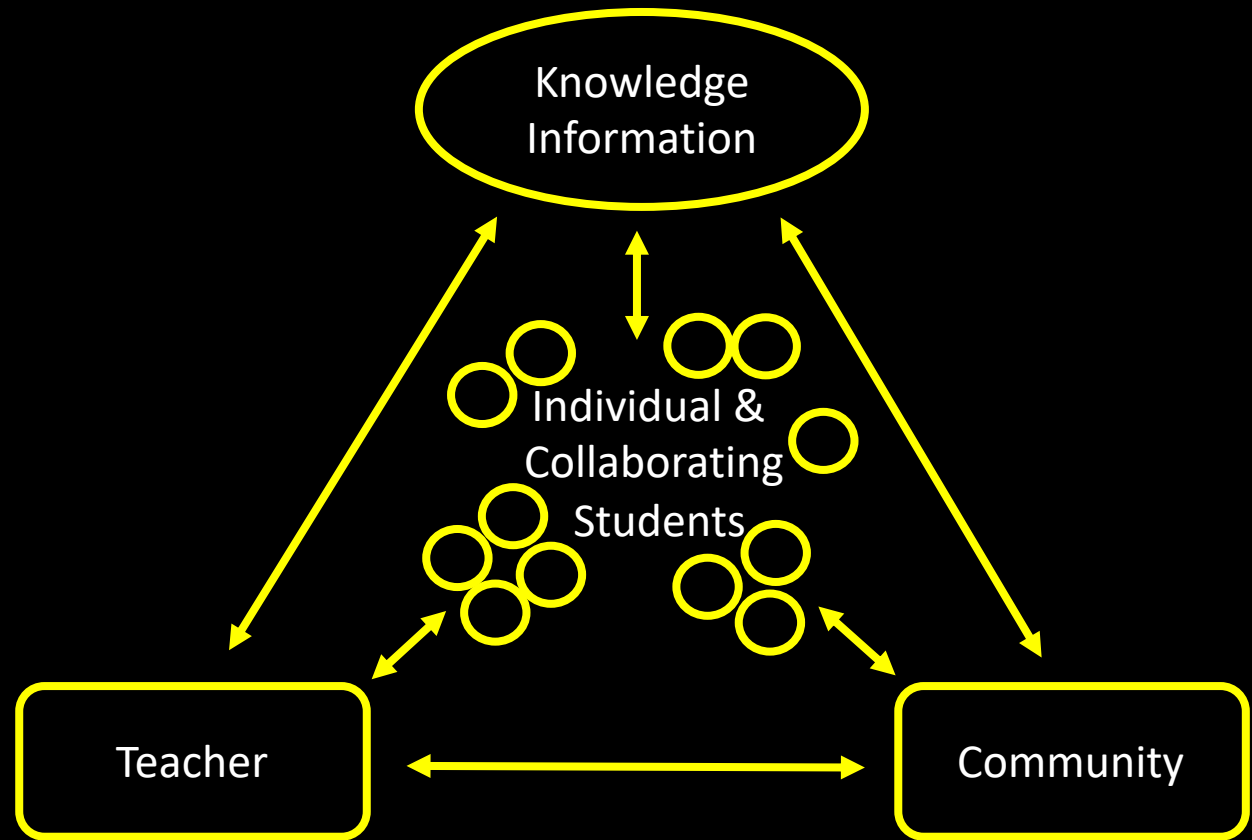 Knowledge
Information
Individual &
Collaborating
Students
Teacher
Community